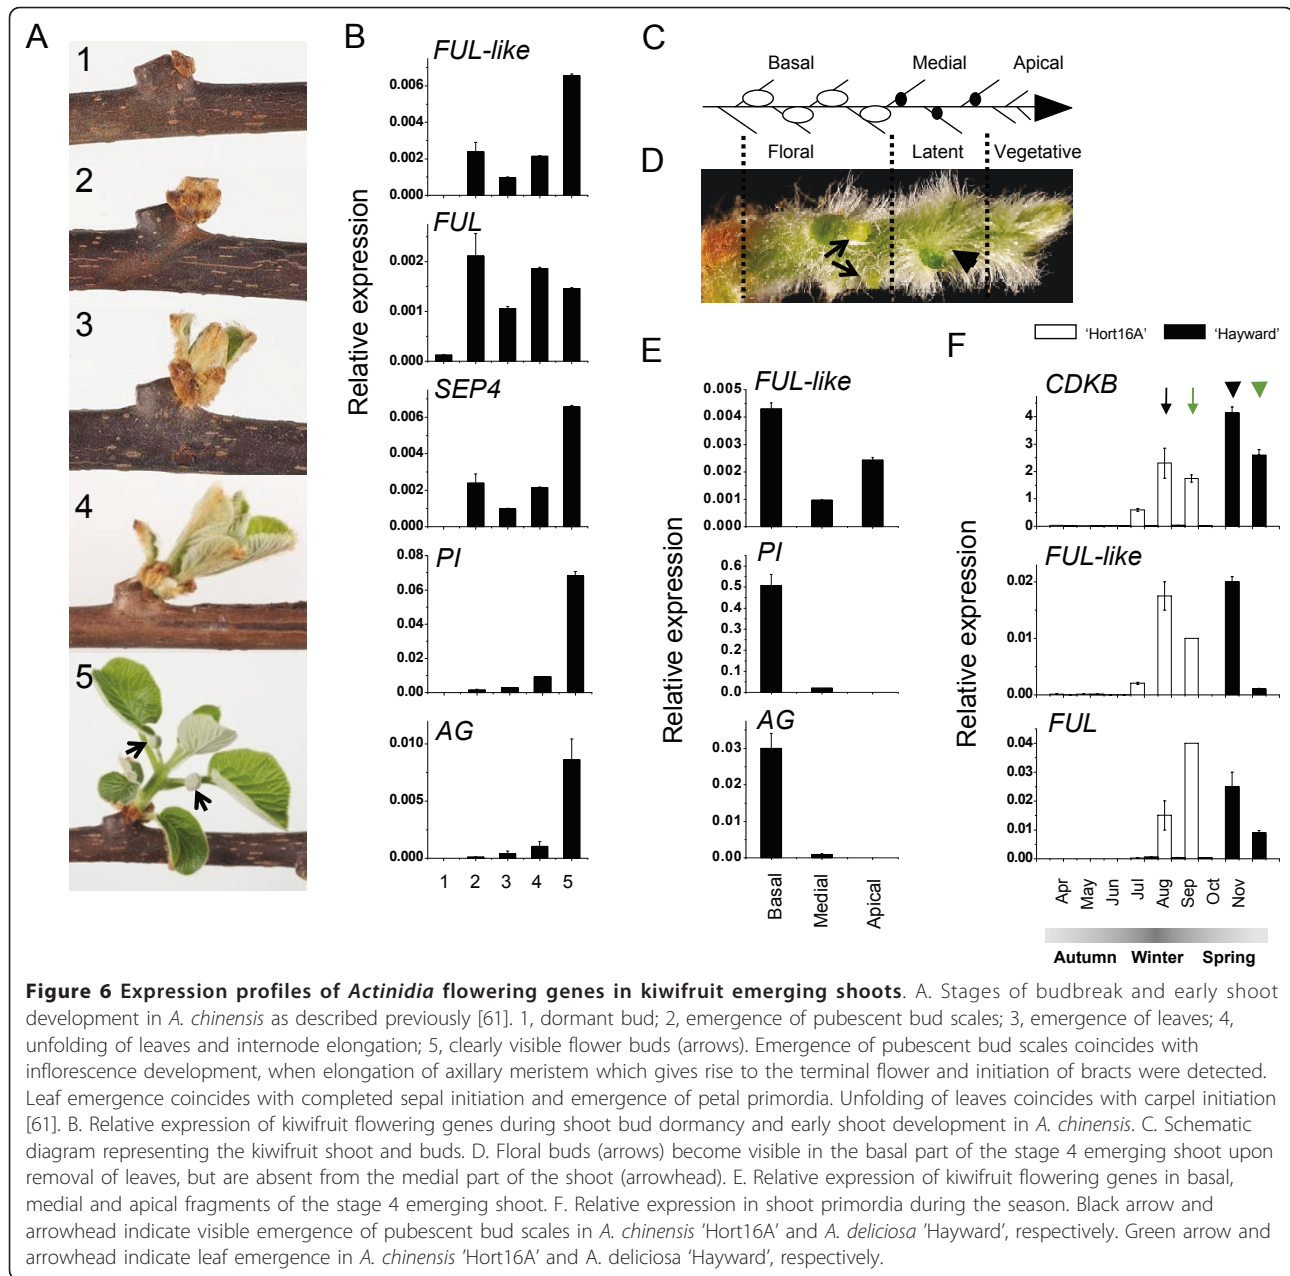 A
1
2
3
4
5
B
FUL-like
0.006
0.004
0.002
0.000
FUL
0.002
0.001
0.000
SEP4
0.006
0.004
0.002
0.000
PI
0.08
0.06
0.04
0.02
0.00
AG
0.010
0.005
0.000
1 2 3 4 5
Relative expression
C
Basal Medial Apical
Floral Latent Vegetative
D
E
FUL-like
0.005
0.004
0.003
0.002
0.001
0.000
PI
0.6
0.5
0.4
0.3
0.2
0.1
0.0
AG
0.03
0.02
0.01
0.00
Basal Medial Apical
Relative expression
F
'Hort16A' 'Hayward'
CDKB
4
3
2
1
0
FUL-like
0.02
0.01
0.00
FUL
0.04
0.03
0.02
0.01
0.00
Apr May Jun Jul Aug Sep Oct Nov
Relative expression
Autumn Winter Spring
Figure 6 Expression profiles of Actinidia flowering genes in kiwifruit emerging shoots. A. Stages of budbreak and early shoot
development in A. chinensis as described previously [61]. 1, dormant bud; 2, emergence of pubescent bud scales; 3, emergence of leaves; 4,
unfolding of leaves and internode elongation; 5, clearly visible flower buds (arrows). Emergence of pubescent bud scales coincides with
inflorescence development, when elongation of axillary meristem which gives rise to the terminal flower and initiation of bracts were detected.
Leaf emergence coincides with completed sepal initiation and emergence of petal primordia. Unfolding of leaves coincides with carpel initiation
[61]. B. Relative expression of kiwifruit flowering genes during shoot bud dormancy and early shoot development in A. chinensis. C. Schematic
diagram representing the kiwifruit shoot and buds. D. Floral buds (arrows) become visible in the basal part of the stage 4 emerging shoot upon
removal of leaves, but are absent from the medial part of the shoot (arrowhead). E. Relative expression of kiwifruit flowering genes in basal,
medial and apical fragments of the stage 4 emerging shoot. F. Relative expression in shoot primordia during the season. Black arrow and
arrowhead indicate visible emergence of pubescent bud scales in A. chinensis 'Hort16A' and A. deliciosa 'Hayward', respectively. Green arrow and
arrowhead indicate leaf emergence in A. chinensis 'Hort16A' and A. deliciosa 'Hayward', respectively.